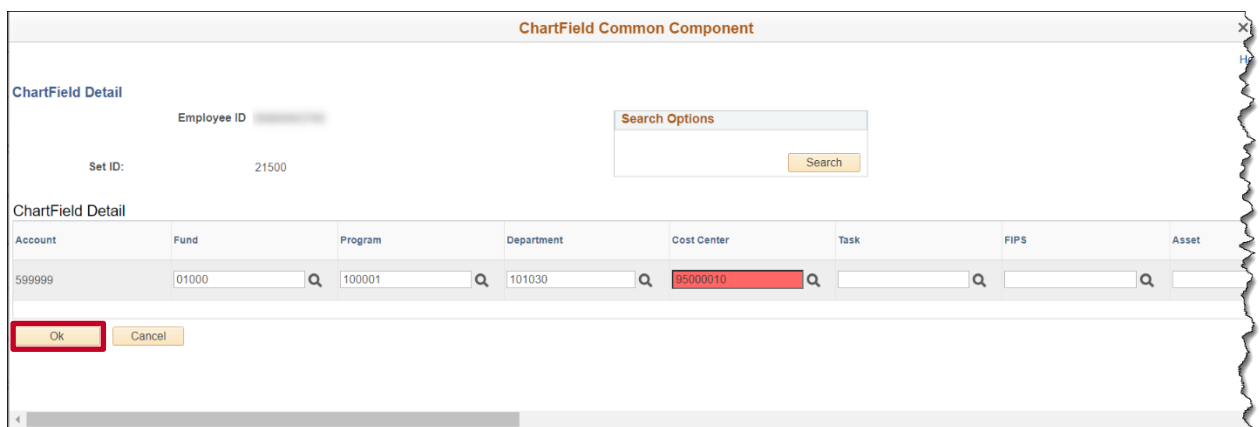 ChartField Common Component
ChartField Detail
Employee ID
Search Options
Search
Set ID: 21500
ChartField Detail
Account Fund Program Department Cost Center Task FIPS Asset
599999 01000 100001 101030 95000010
Ok Cancel